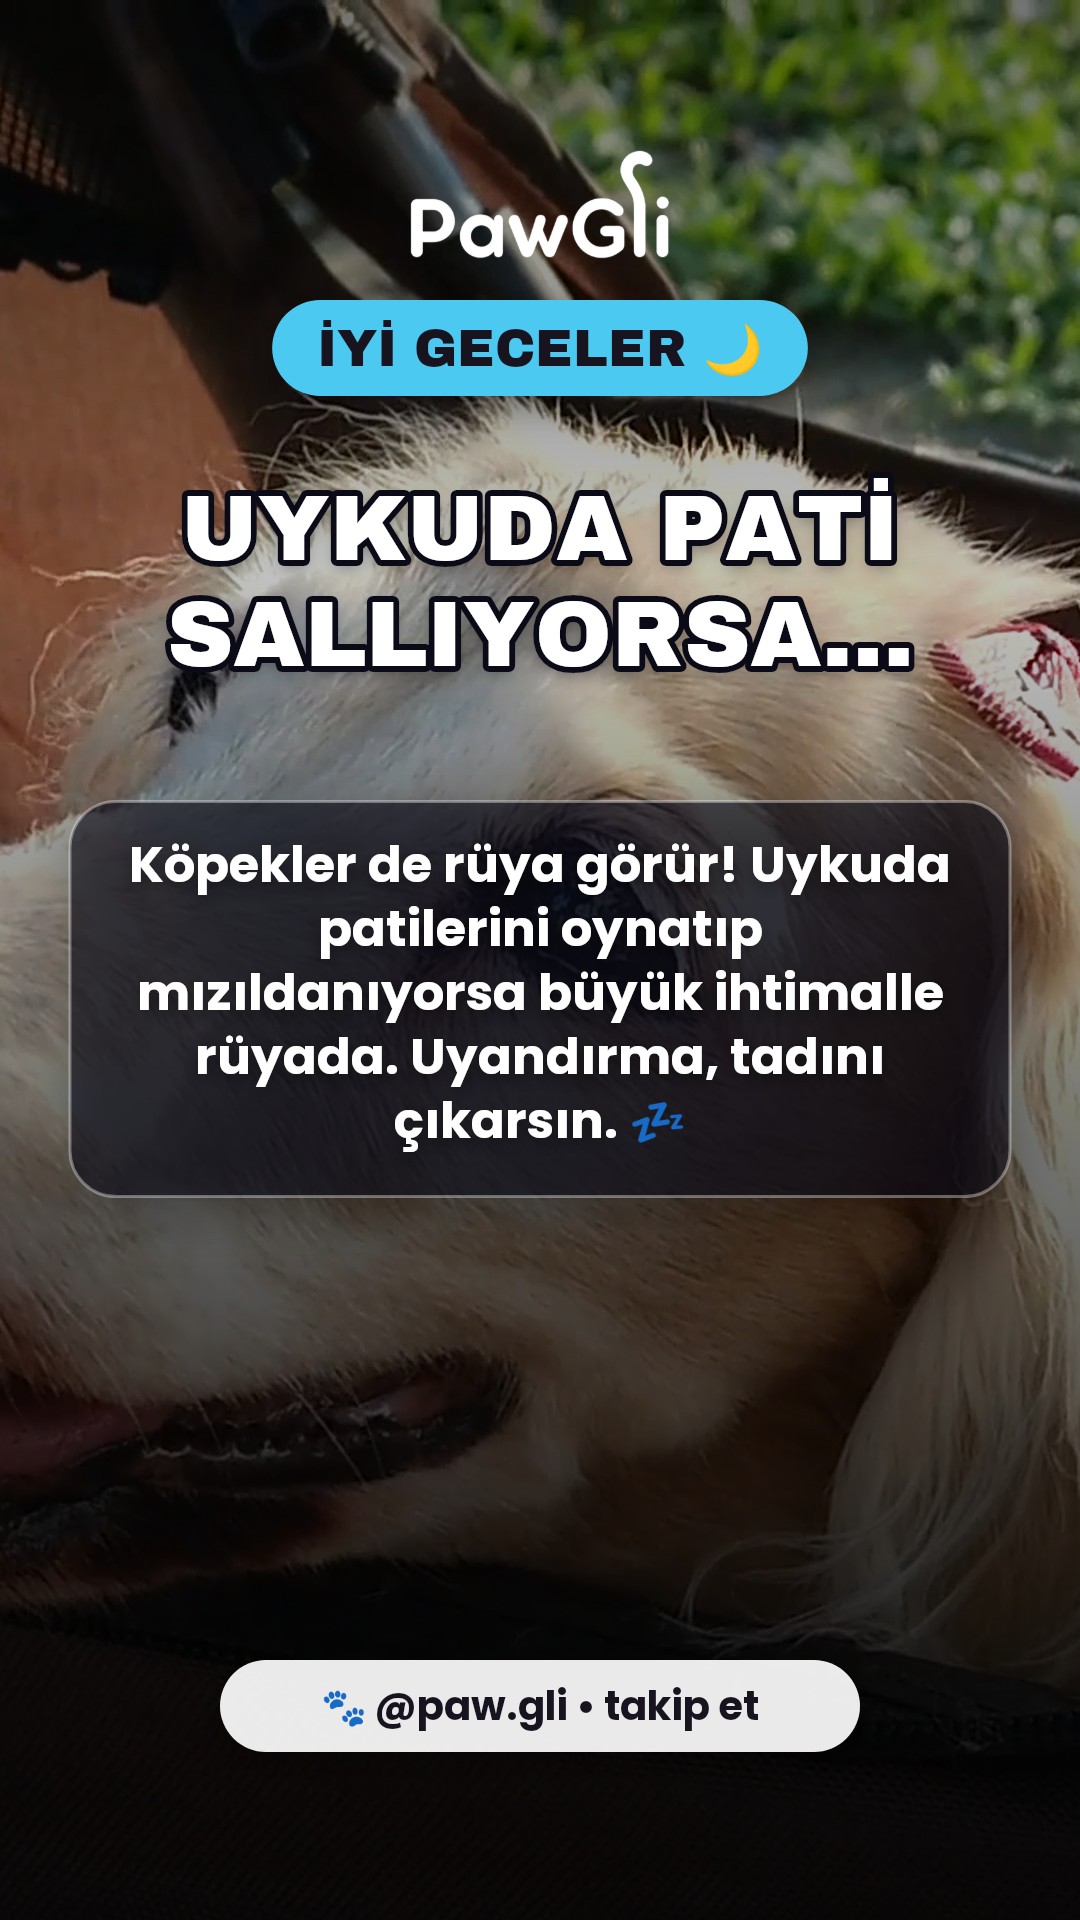 PawGli
İYİ GECELER 🌙
UYKUDA PATİ
SALLIYORSA...
Köpekler de rüya görür! Uykuda
patilerini oynatıp
mızıldanıyorsa büyük ihtimalle
rüyada. Uyandırma, tadını
çıkarsın. 💤
🐾 @paw.gli • takip et